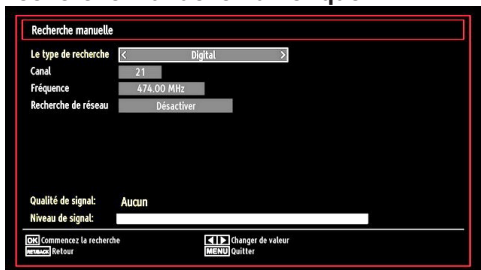 Recherche manuelle
Le type de recherche < Digital >
Canal 21
Fréquence 474.00 MHz
Recherche de réseau Désactiver
Qualité de signal: Aucun
Niveau de signal:
OK Commencez la recherche Changer de valeur
Retour MENU Quitter